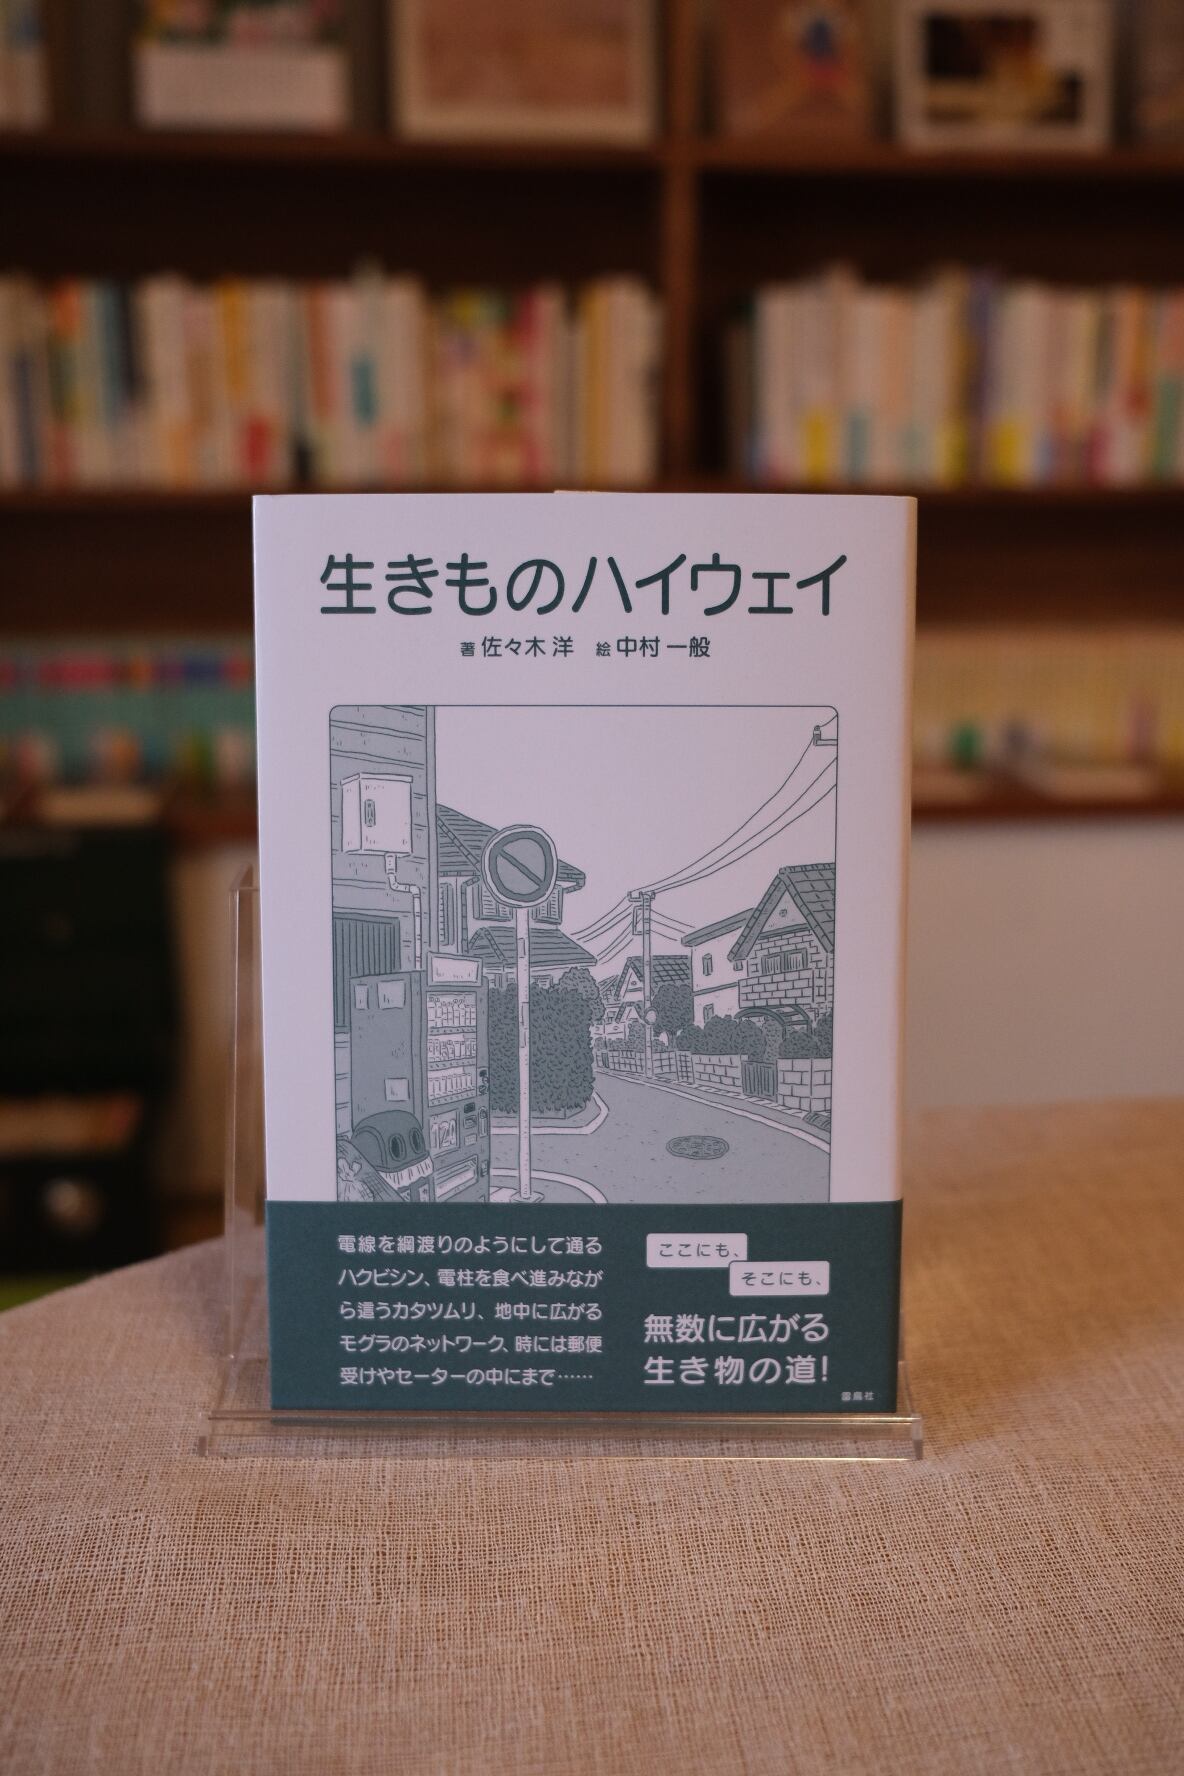 生きものハイウェイ
著 佐々木 洋 絵 中村 一般
120
電線を綱渡りのようにして通る
ハクビシン、電柱を食べ進みなが
ら這うカタツムリ、地中に広がる
モグラのネットワーク、時には郵便
受けやセーターの中にまで……
ここにも、
そこにも、
無数に広がる
生き物の道!
雷鳥社